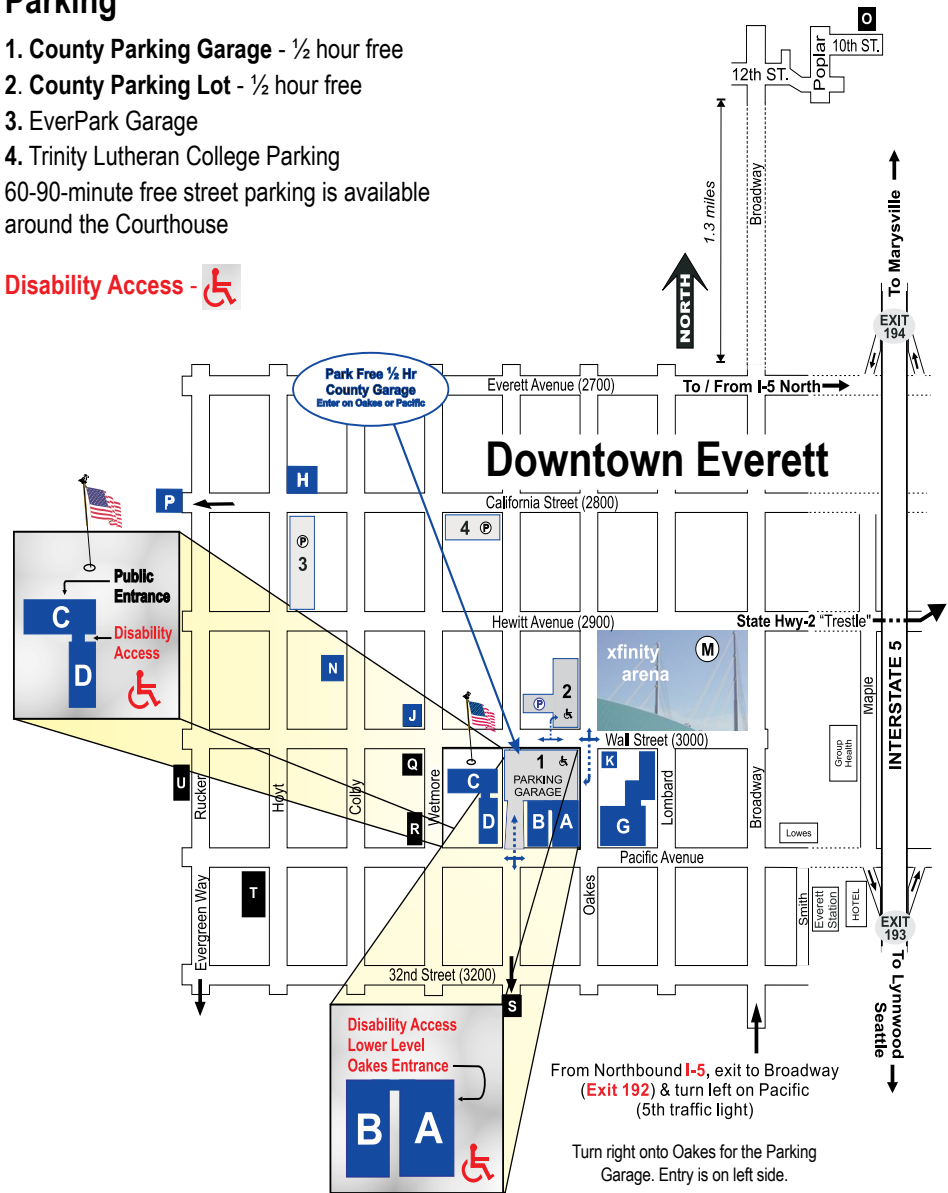 Parking
1. County Parking Garage - ½ hour free
2. County Parking Lot - ½ hour free
3. EverPark Garage
4. Trinity Lutheran College Parking
60-90-minute free street parking is available
around the Courthouse
Disability Access -
O
10th ST.
Poplar
12th ST.
Broadway
1.3 miles
NORTH
To Marysville
EXIT
194
Park Free ½ Hr
County Garage
Enter on Oakes or Pacific
Everett Avenue (2700)
To / From I-5 North
Downtown Everett
H
P
California Street (2800)
P
3
4 P
Public
Entrance
C
Disability
Access
D
Hewitt Avenue (2900)
State Hwy-2 “Trestle”
xfinity
arena
M
N
J
2
P
Wall Street (3000)
Maple
INTERSTATE 5
Group
Health
U
Rucker
Hoyt
Colby
Q
R
Wetmore
C
D
1
PARKING
GARAGE
B
A
K
G
Lombard
Broadway
Lowes
Pacific Avenue
T
Evergreen Way
Oakes
Smith
Everett
Station
HOTEL
EXIT
193
To Lynnwood
Seattle
32nd Street (3200)
S
Disability Access
Lower Level
Oakes Entrance
B
A
From Northbound I-5, exit to Broadway
(Exit 192) & turn left on Pacific
(5th traffic light)
Turn right onto Oakes for the Parking
Garage. Entry is on left side.